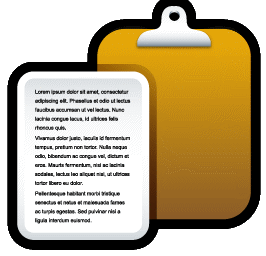 Lorem ipsum dolor sit amet, consectetur
adipiscing elit. Phasellus et odio ut lectus
faucibus accumsan ut vel lectus. Nunc
lacinia congue lacus, id ultrices felis
rhoncus quis.
Vivamus dolor justo, iaculis id fermentum
tempus, pretium non tortor. Nulla neque
odio, bibendum ac congue vel, dictum et
eros. Mauris fermentum, nisi ac lacinia
sodales, lectus leo aliquet nisl, ut ultricies
tortor libero eu dolor.
Pellentesque habitant morbi tristique
senectus et netus et malesuada fames
ac turpis egestas. Sed pulvinar nisl a
ligula interdum euismod.